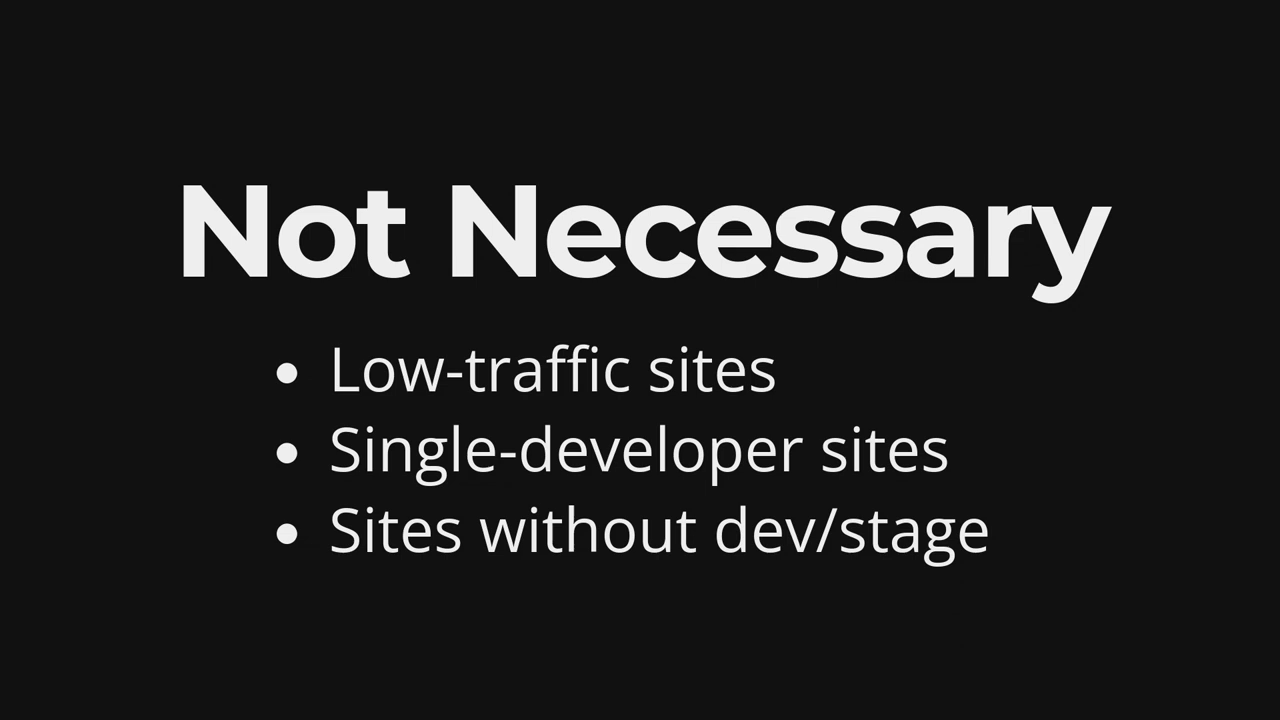 Not Necessary
• Low-traffic sites
• Single-developer sites
• Sites without dev/stage